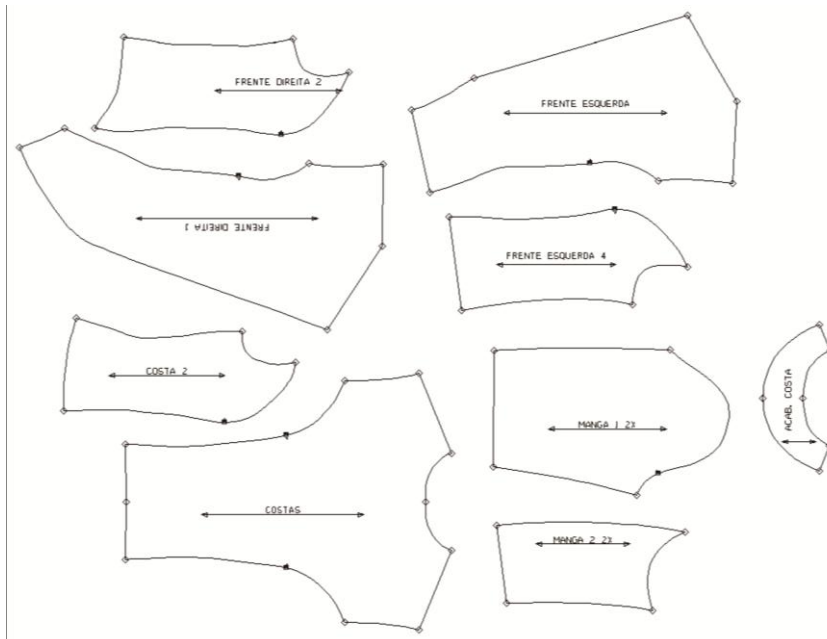 FRENTE DIREITA 2
FRENTE ESQUERDA
FRENTE DIREITA 1
FRENTE ESQUERDA 4
COSTA 2
ACAB. COSTA
MANGA 1 2X
COSTAS
MANGA 2 2X